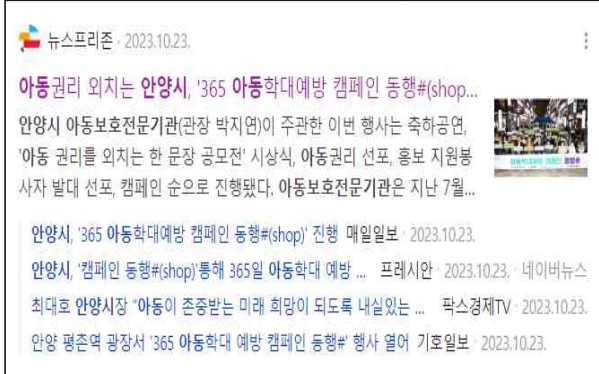 뉴스프리존 · 2023.10.23.
아동권리 외치는 안양시, '365 아동학대예방 캠페인 동행#(shop...
안양시 아동보호전문기관(관장 박지연)이 주관한 이번 행사는 축하공연,
'아동 권리를 외치는 한 문장 공모전' 시상식, 아동권리 선포, 홍보 지원봉
사자 발대 선포, 캠페인 순으로 진행됐다. 아동보호전문기관은 지난 7월...
안양시, '365 아동학대예방 캠페인 동행#(shop)' 진행 매일일보 · 2023.10.23.
안양시, '캠페인 동행#(shop)'통해 365일 아동학대 예방 ... 프레시안 · 2023.10.23. · 네이버뉴스
최대호 안양시장 "아동이 존중받는 미래 희망이 되도록 내실있는 ... 팍스경제TV · 2023.10.23.
안양 평촌역 광장서 '365 아동학대 예방 캠페인 동행#' 행사 열어 기호일보 · 2023.10.23.